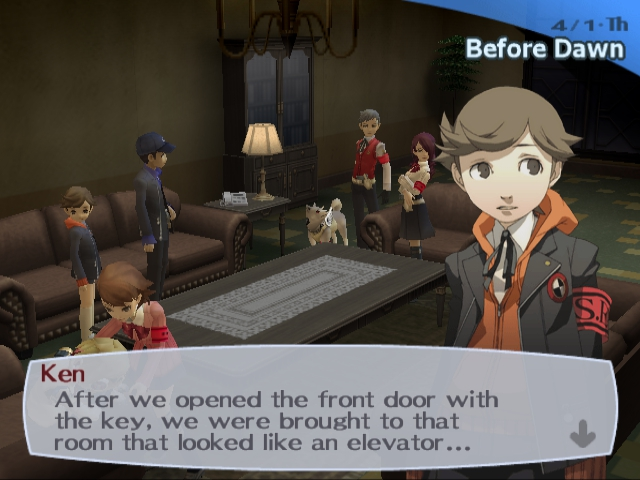 4/1·Th
Before Dawn
S.E
Ken
After we opened the front door with
the key, we were brought to that
room that looked like an elevator...